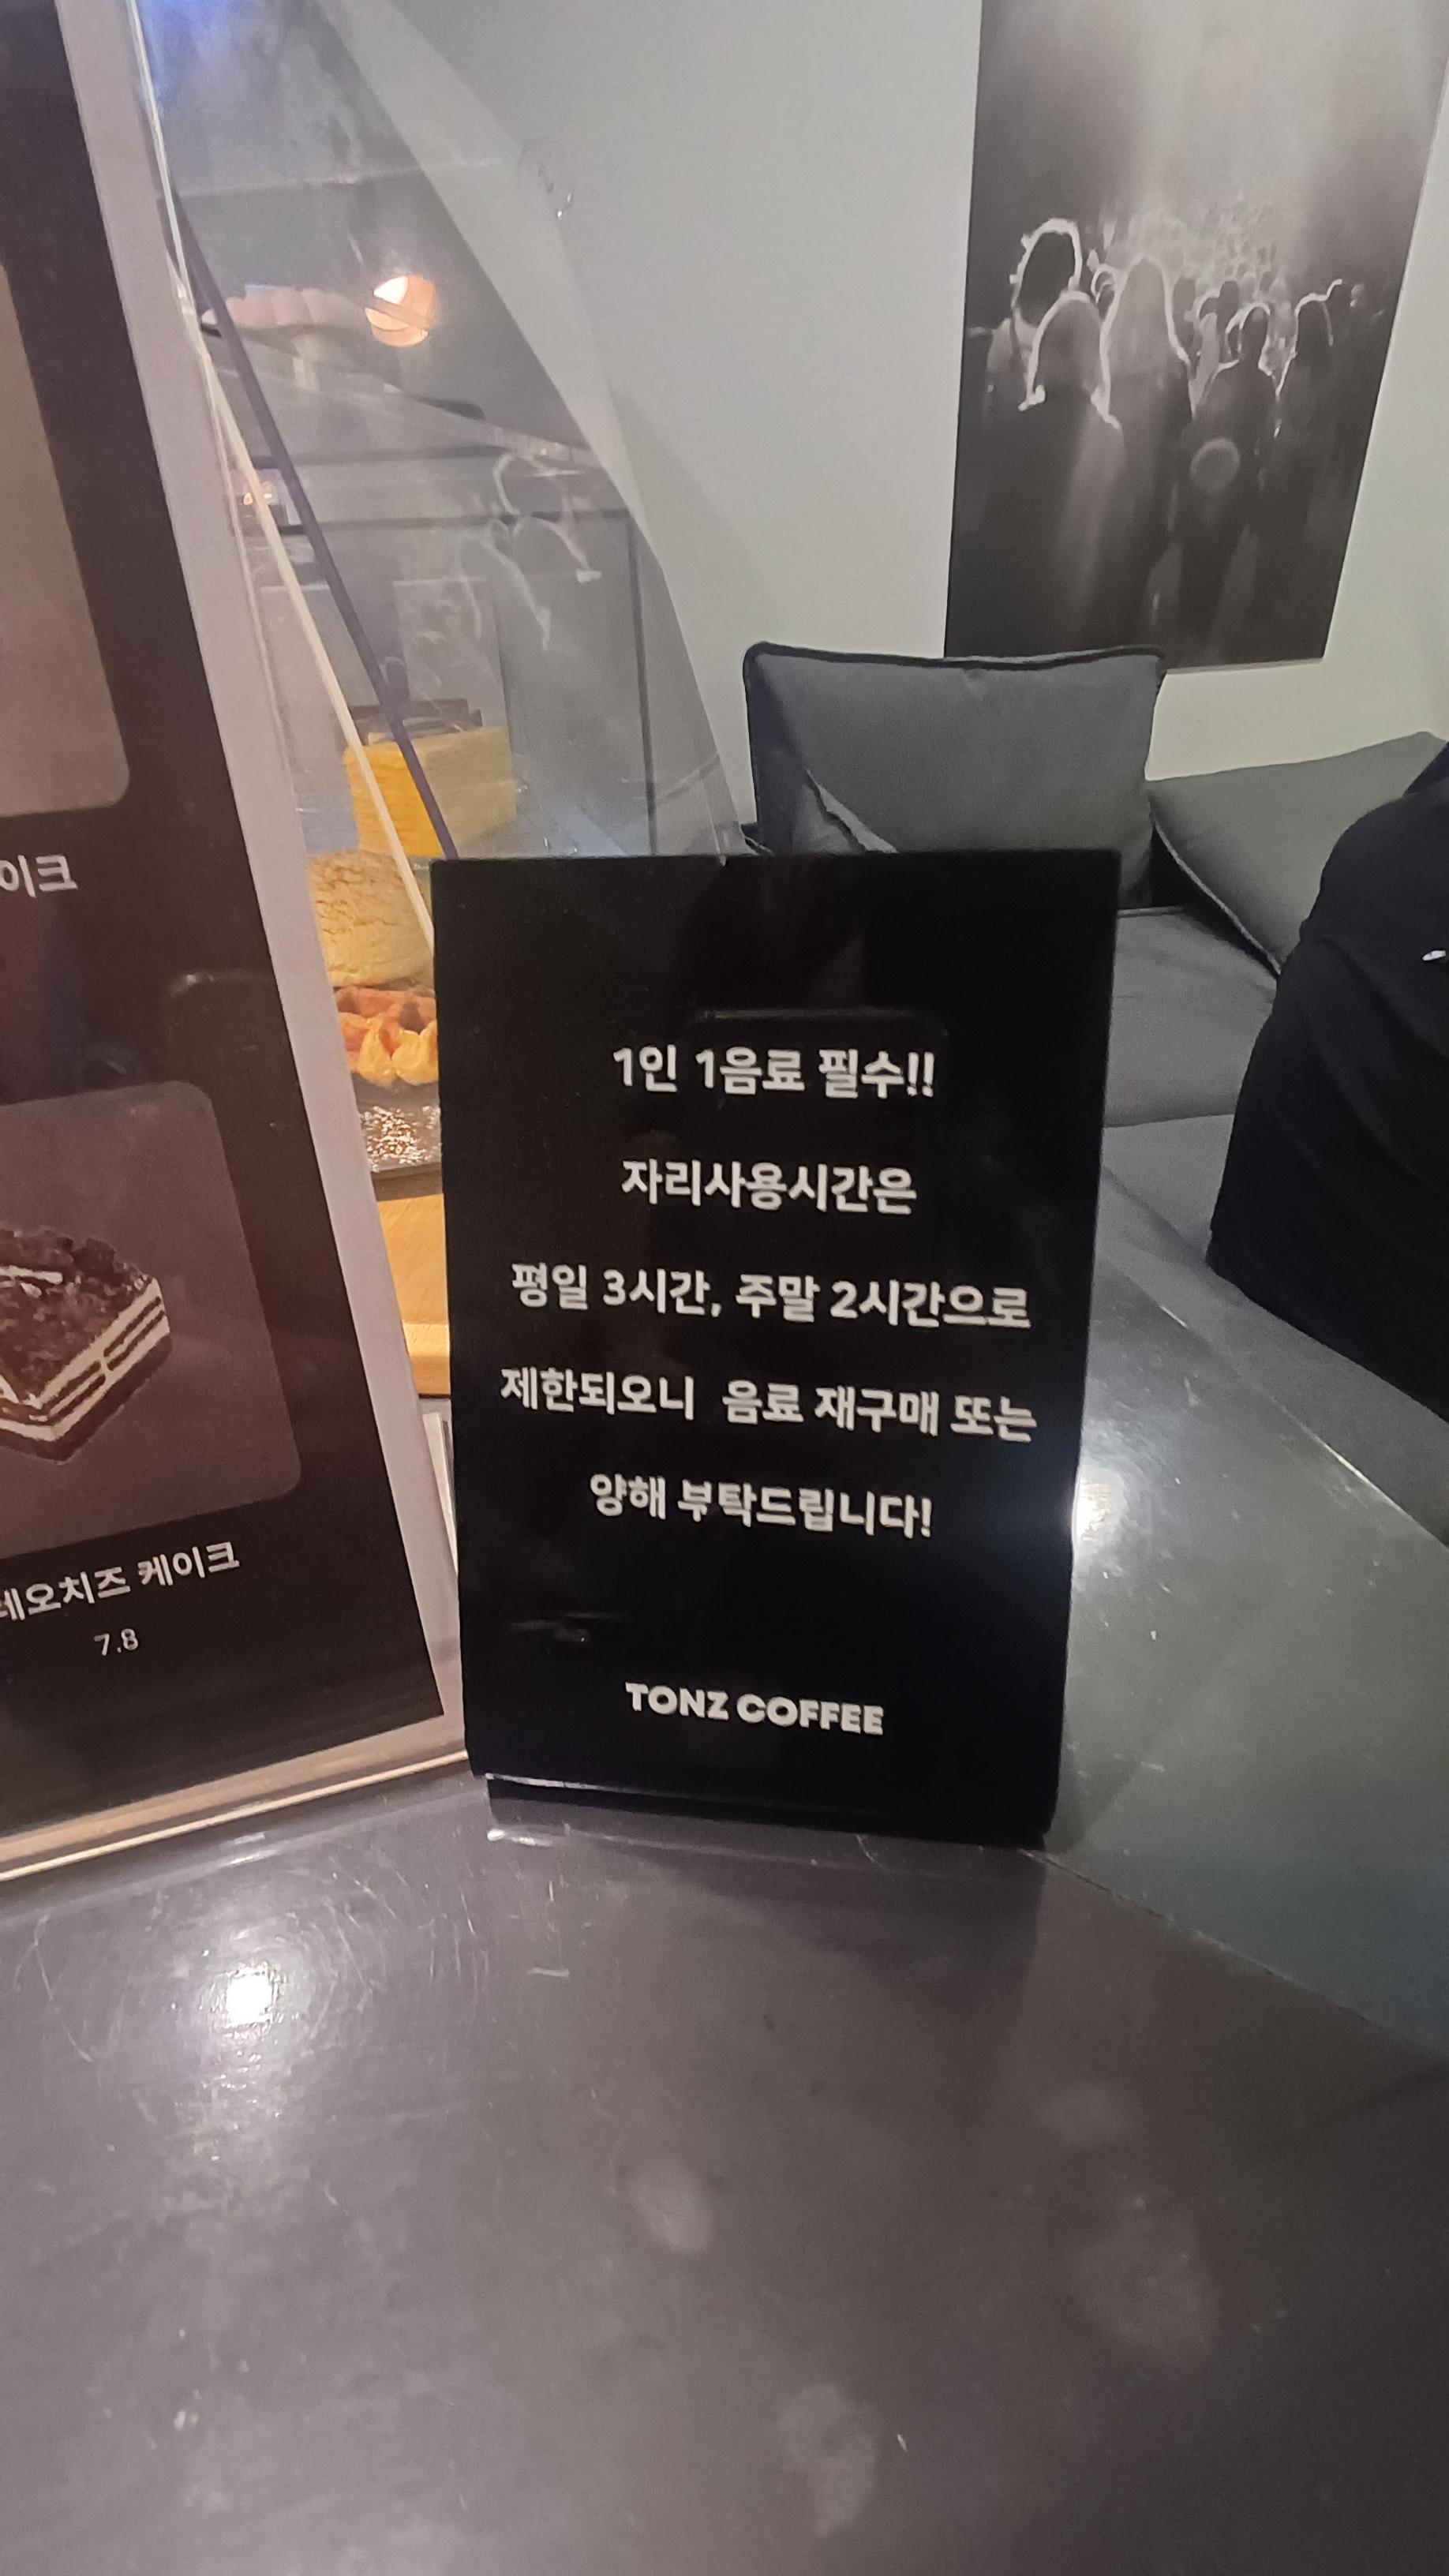 이크
테오치즈 케이크
7.8
1인 1음료 필수!!
자리사용시간은
평일 3시간, 주말 2시간으로
제한되오니 음료 재구매 또는
양해 부탁드립니다!
TONZ COFFEE